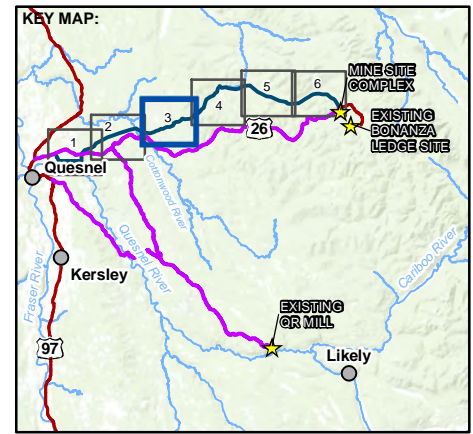 KEY MAP:
MINE SITE
COMPLEX
1
2
3
4
5
6
26
EXISTING
BONANZA
LEDGE SITE
Quesnel
Cottonwood River
Quesnel River
Cariboo River
Fraser River
Kersley
97
EXISTING
QR MILL
Likely